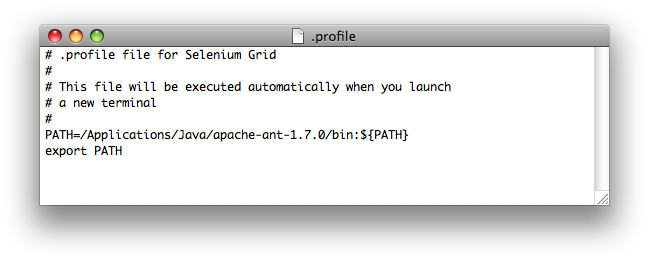 .profile
# .profile file for Selenium Grid
#
# This file will be executed automatically when you launch
# a new terminal
#
PATH=/Applications/Java/apache-ant-1.7.0/bin:${PATH}
export PATH